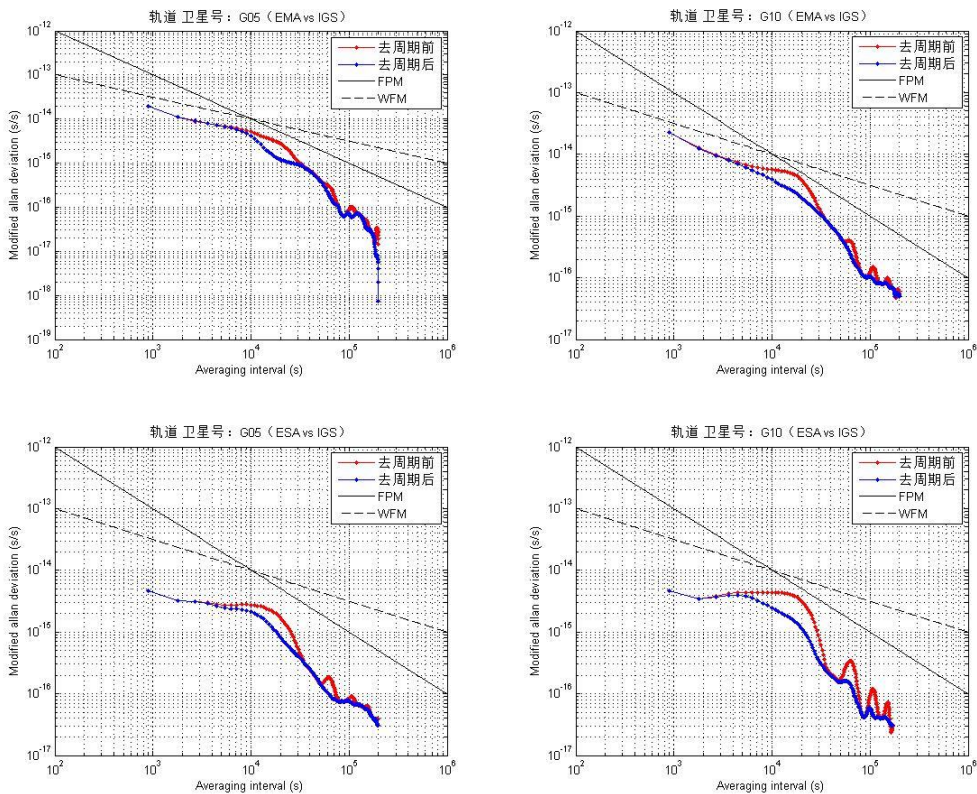 轨道 卫星号：G05（EMA vs IGS）
10^-12
10^-13
10^-14
10^-15
10^-16
10^-17
10^-18
10^-19
Modified allan deviation (s/s)
去周期前
去周期后
FPM
WFM
10^2 10^3 10^4 10^5 10^6
Averaging interval (s)
轨道 卫星号：G10（EMA vs IGS）
10^-12
10^-13
10^-14
10^-15
10^-16
10^-17
Modified allan deviation (s/s)
去周期前
去周期后
FPM
WFM
10^2 10^3 10^4 10^5 10^6
Averaging interval (s)
轨道 卫星号：G05（ESA vs IGS）
10^-12
10^-13
10^-14
10^-15
10^-16
10^-17
Modified allan deviation (s/s)
去周期前
去周期后
FPM
WFM
10^2 10^3 10^4 10^5 10^6
Averaging interval (s)
轨道 卫星号：G10（ESA vs IGS）
10^-12
10^-13
10^-14
10^-15
10^-16
10^-17
Modified allan deviation (s/s)
去周期前
去周期后
FPM
WFM
10^2 10^3 10^4 10^5 10^6
Averaging interval (s)